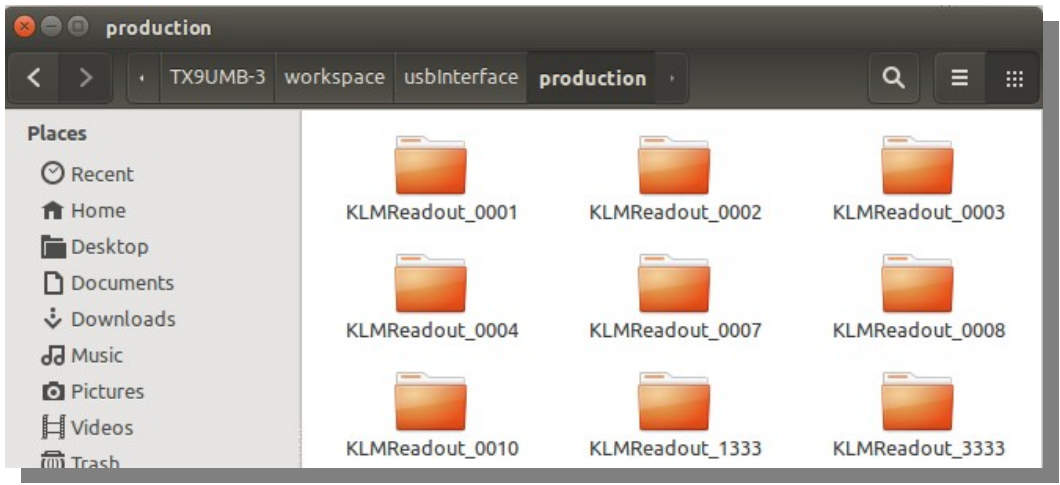 production
TX9UMB-3 workspace usbInterface production
Places
Recent
Home
Desktop
Documents
Downloads
Music
Pictures
Videos
Trash
KLMReadout_0001 KLMReadout_0002 KLMReadout_0003
KLMReadout_0004 KLMReadout_0007 KLMReadout_0008
KLMReadout_0010 KLMReadout_1333 KLMReadout_3333